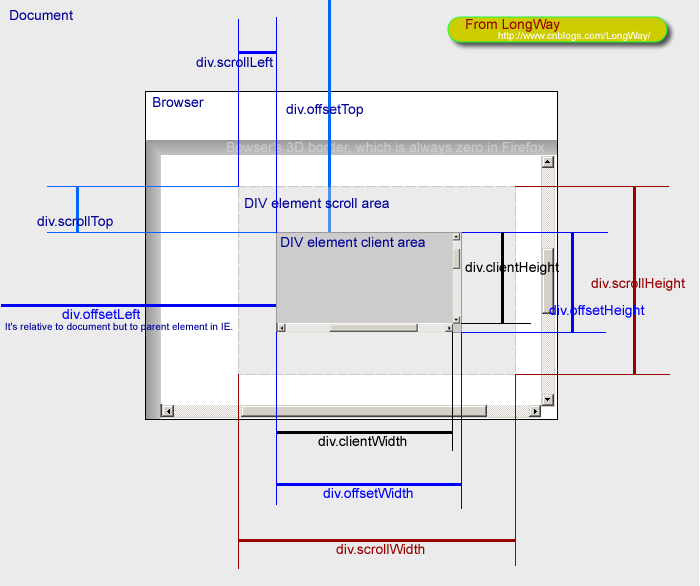 Document
From LongWay
http://www.cnblogs.com/LongWay/
div.scrollLeft
Browser
div.offsetTop
Bowser's 3D border, which is always zero in Firefox
DIV element scroll area
div.scrollTop
DIV element client area
div.clientHeight
div.scrollHeight
div.offsetHeight
div.offsetLeft
It's relative to document but to parent element in IE.
div.clientWidth
div.offsetWidth
div.scrollWidth